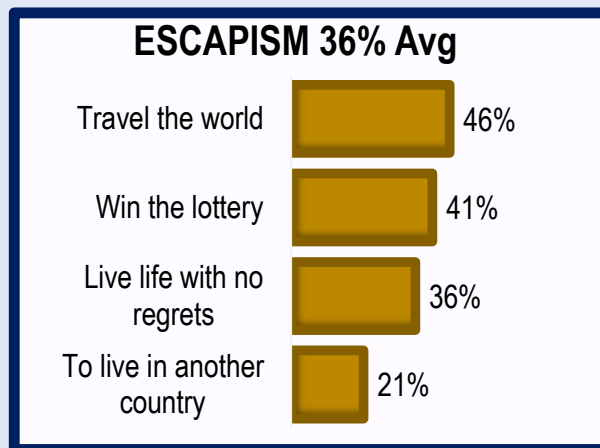 ESCAPISM 36% Avg
Travel the world
46%
Win the lottery
41%
Live life with no
regrets
36%
To live in another
country
21%